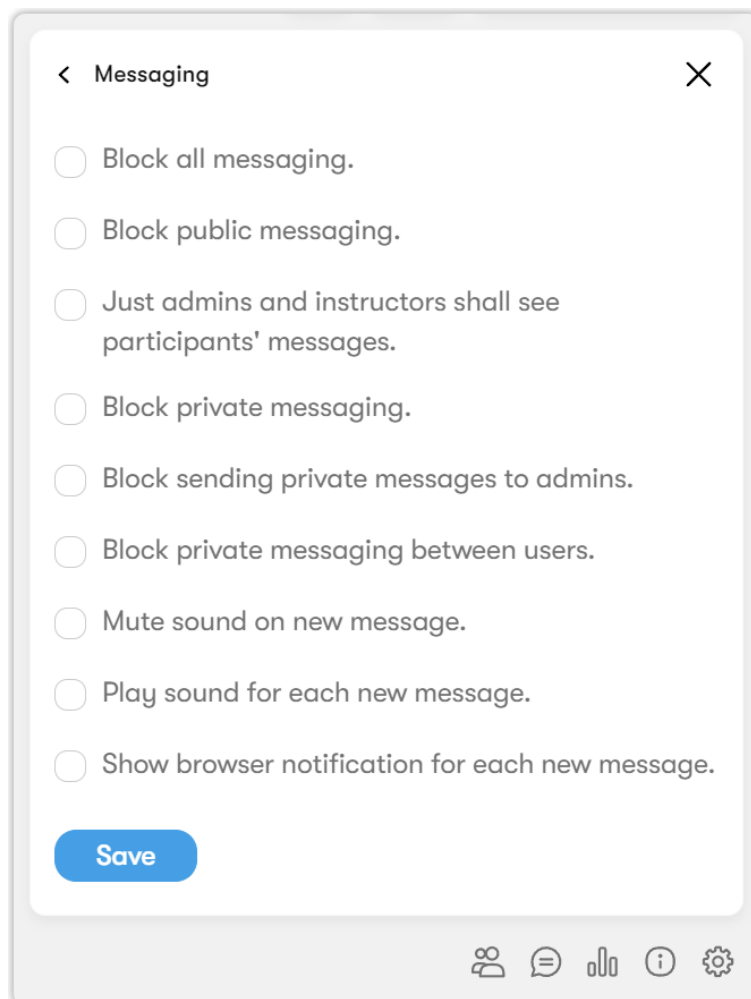 Messaging
Block all messaging.
Block public messaging.
Just admins and instructors shall see
participants' messages.
Block private messaging.
Block sending private messages to admins.
Block private messaging between users.
Mute sound on new message.
Play sound for each new message.
Show browser notification for each new message.
Save